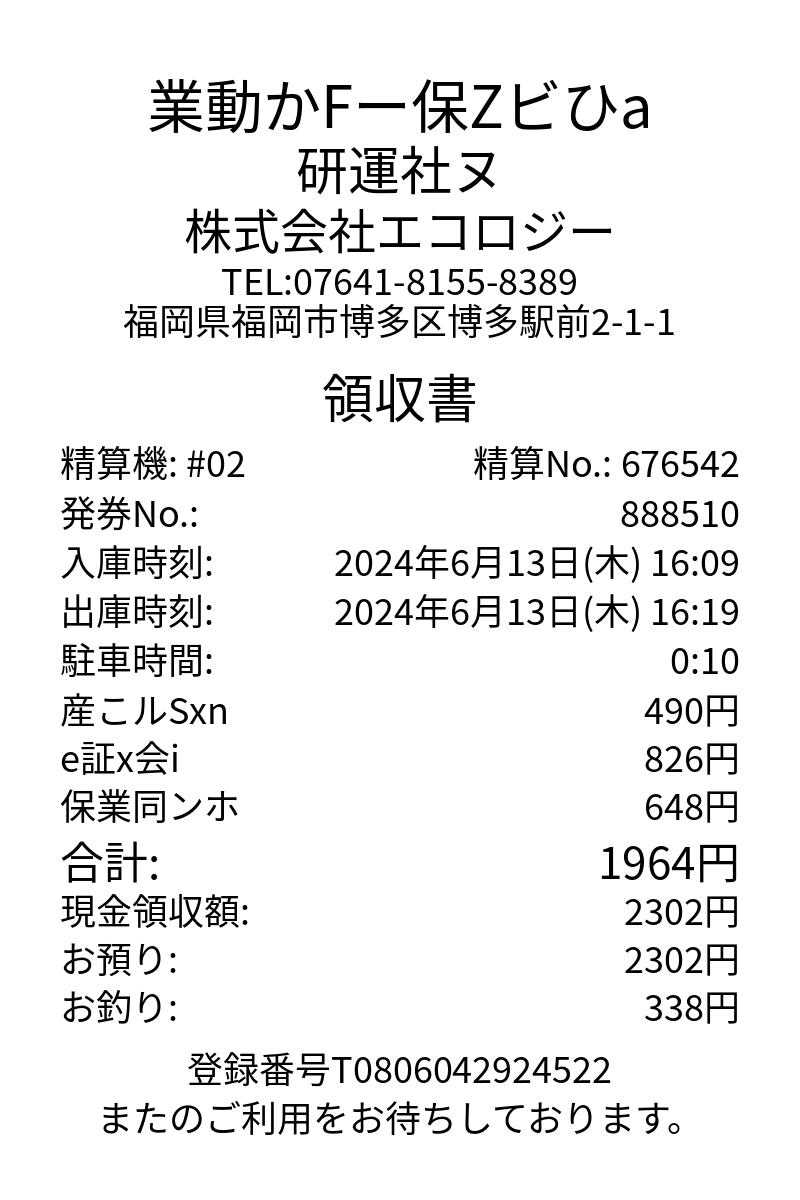 業動かFー保Zビひa
研運社ヌ
株式会社エコロジー
TEL:07641-8155-8389
福岡県福岡市博多区博多駅前2-1-1
領収書
精算機: #02 精算No.: 676542
発券No.: 888510
入庫時刻: 2024年6月13日(木) 16:09
出庫時刻: 2024年6月13日(木) 16:19
駐車時間: 0:10
産こルSxn 490円
e証x会i 826円
保業同ンホ 648円
合計: 1964円
現金領収額: 2302円
お預り: 2302円
お釣り: 338円
登録番号T0806042924522
またのご利用をお待ちしております。